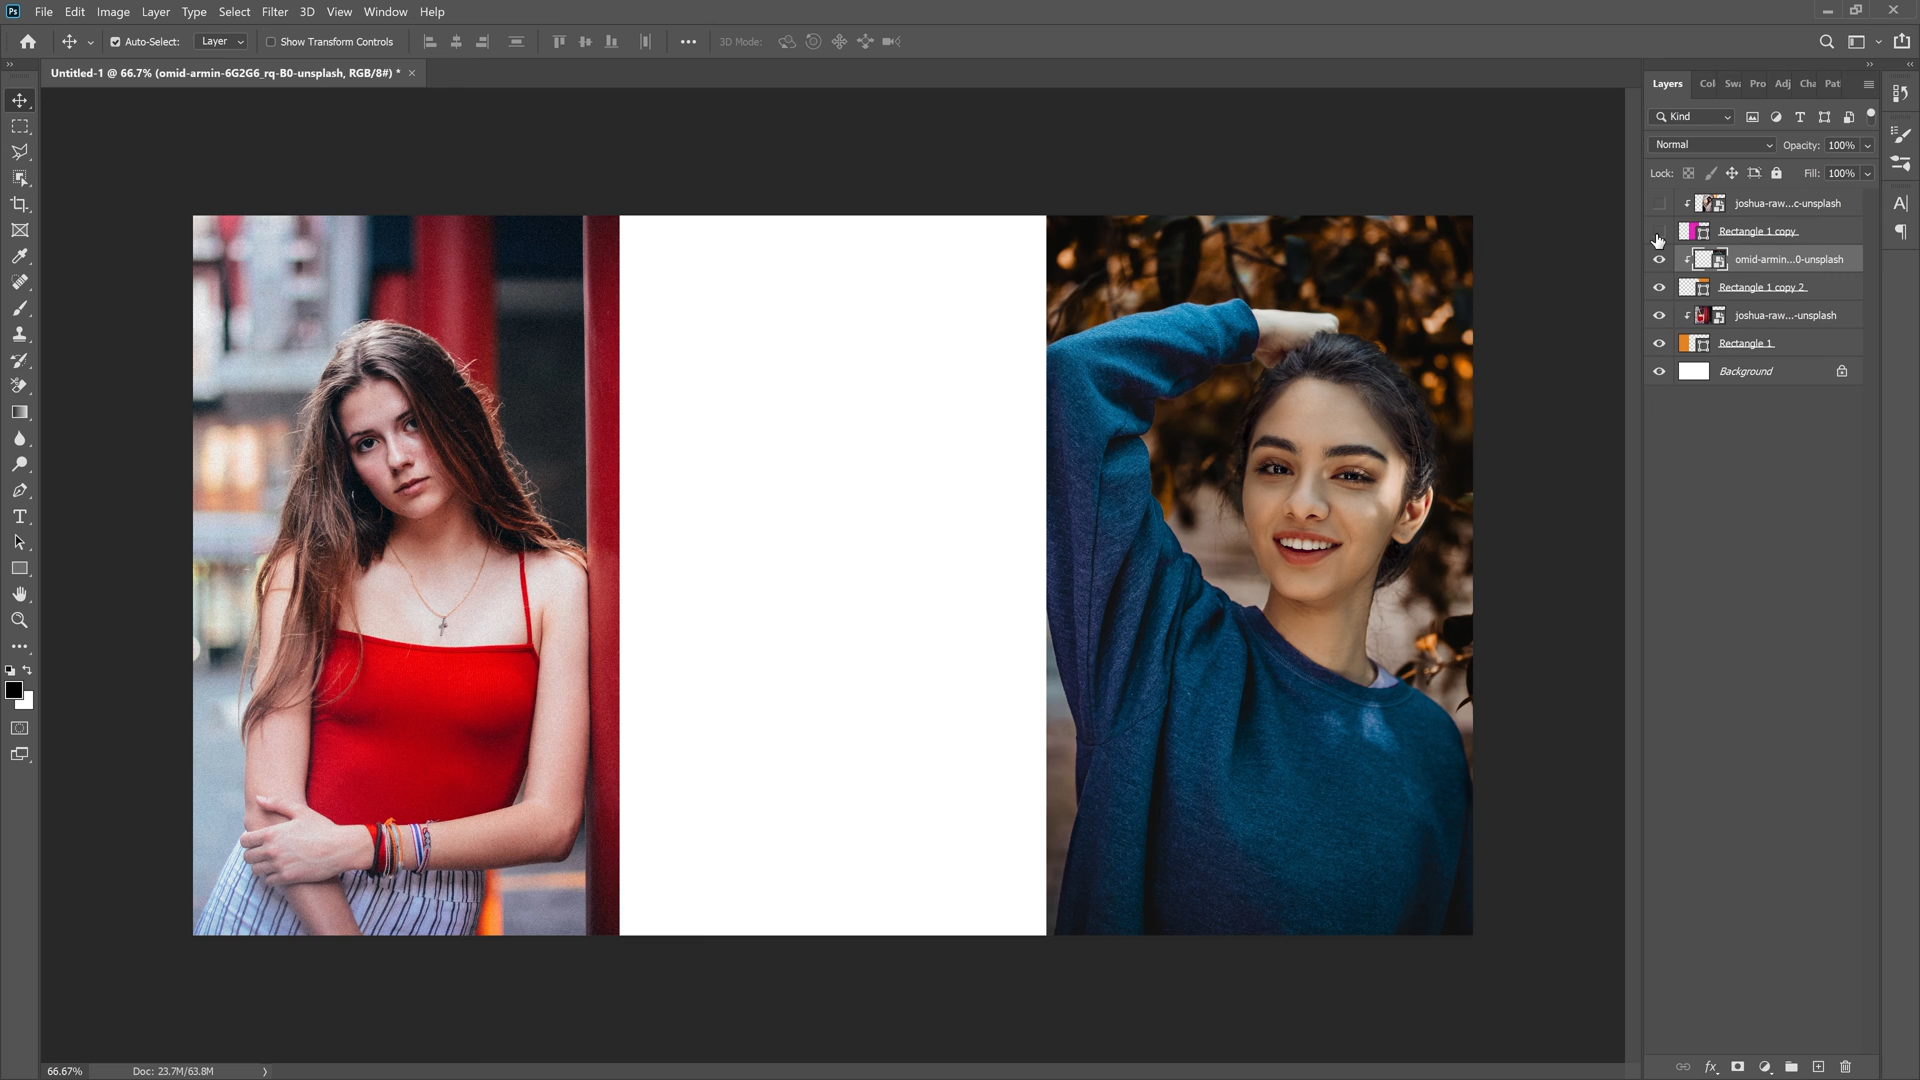 Ps File Edit Image Layer Type Select Filter 3D View Window Help
Auto-Select: Layer Show Transform Controls 3D Mode:
Untitled-1 @ 66.7% (omid-armin-6G2G6_rq-B0-unsplash, RGB/8#) * ×
Layers Col Swa Pro Adj Cha Pat
Kind
Normal Opacity: 100%
Lock: Fill: 100%
joshua-raw...c-unsplash
Rectangle 1 copy
omid-armin...0-unsplash
Rectangle 1 copy 2
joshua-raw...-unsplash
Rectangle 1
Background
66.67% Doc: 23.7M/63.8M